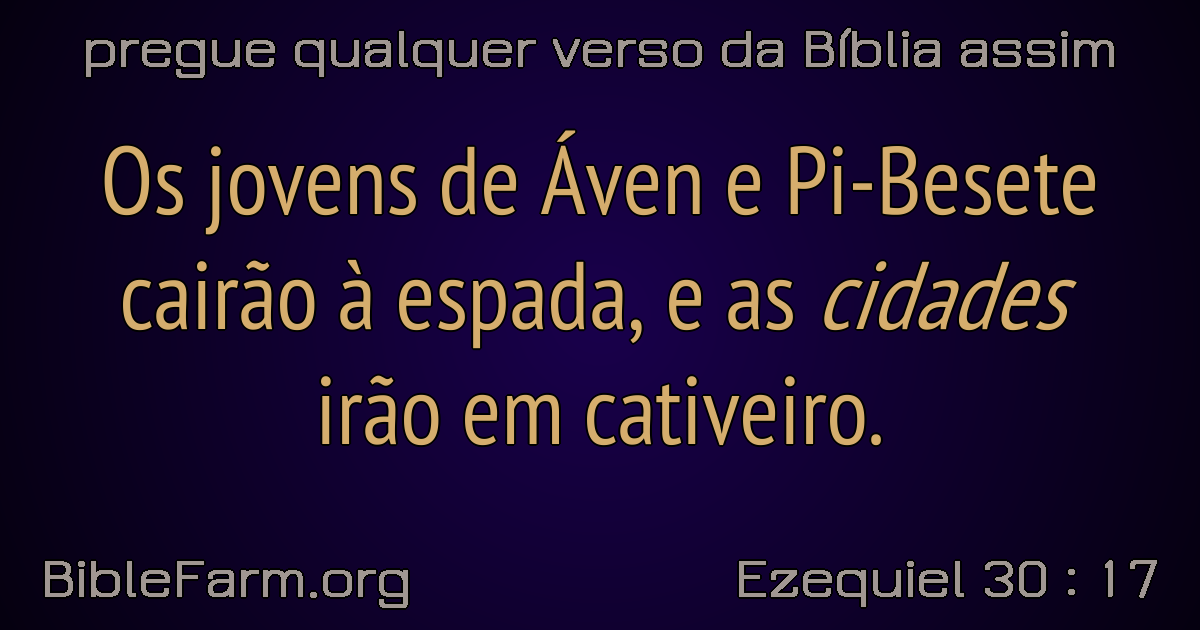 pregue qualquer verso da Bíblia assim
Os jovens de Áven e Pi-Besete
cairão à espada, e as cidades
irão em cativeiro.
BibleFarm.org
Ezequiel 30 : 17